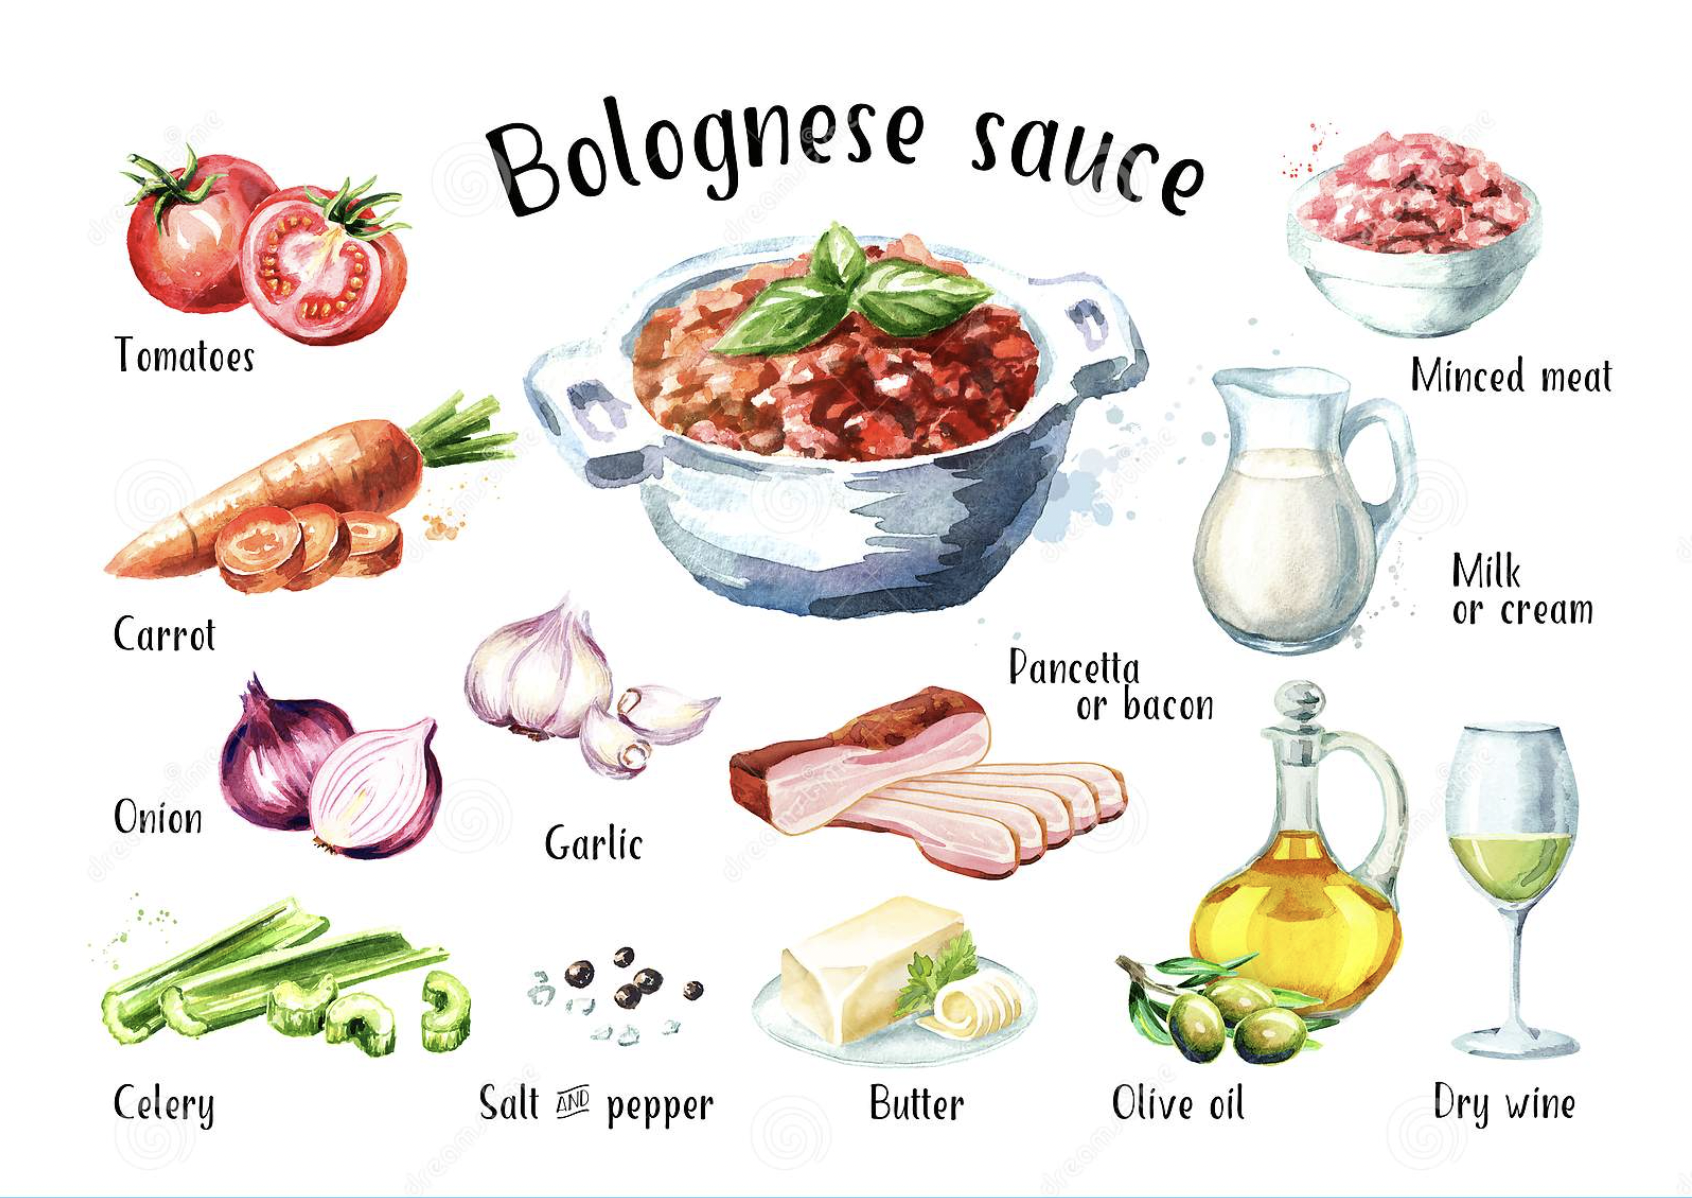 Bolognese sauce
Tomatoes
Minced meat
Carrot
Milk
or cream
Pancetta
or bacon
Onion
Garlic
Celery
Salt AND pepper
Butter
Olive oil
Dry wine
dreamstime